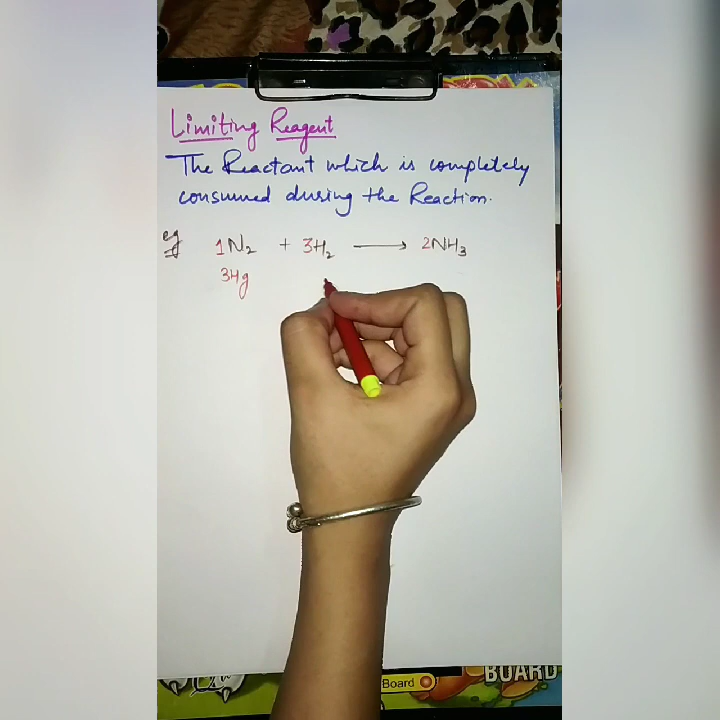 Limiting Reagent
The Reactant which is completely
consumed during the Reaction.
eg 1N₂ + 3H₂ ⟶ 2NH₃
34g
Board
BOARD